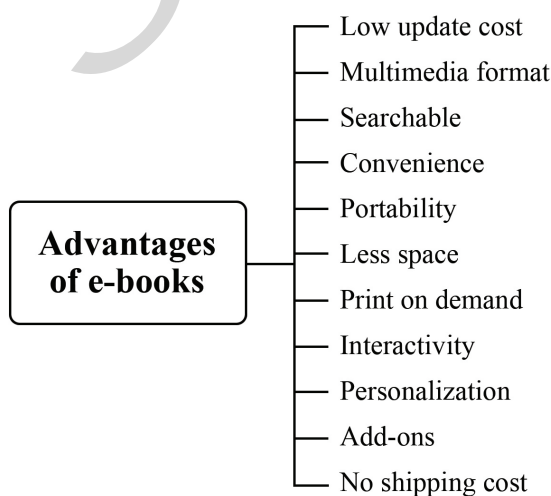 Low update cost
Multimedia format
Searchable
Convenience
Portability
Less space
Print on demand
Interactivity
Personalization
Add-ons
No shipping cost
Advantages
of e-books